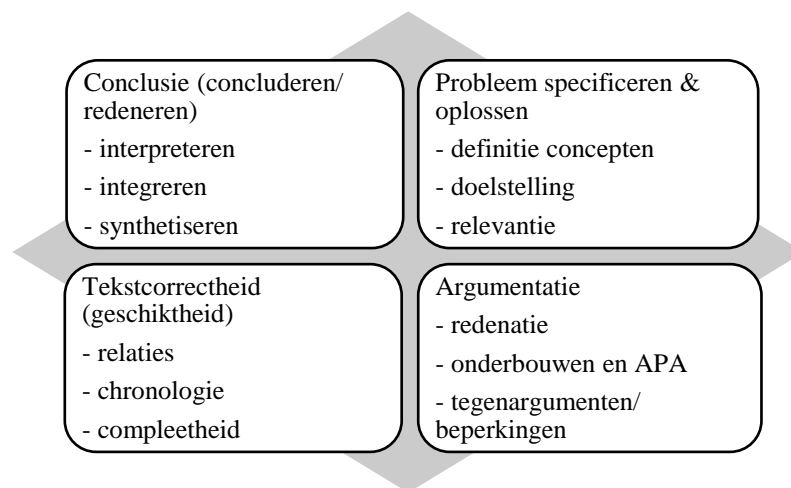 Conclusie (concluderen/
redeneren)
- interpreteren
- integreren
- synthetiseren
Probleem specificeren &
oplossen
- definitie concepten
- doelstelling
- relevantie
Tekstcorrectheid
(geschiktheid)
- relaties
- chronologie
- compleetheid
Argumentatie
- redenatie
- onderbouwen en APA
- tegenargumenten/
beperkingen